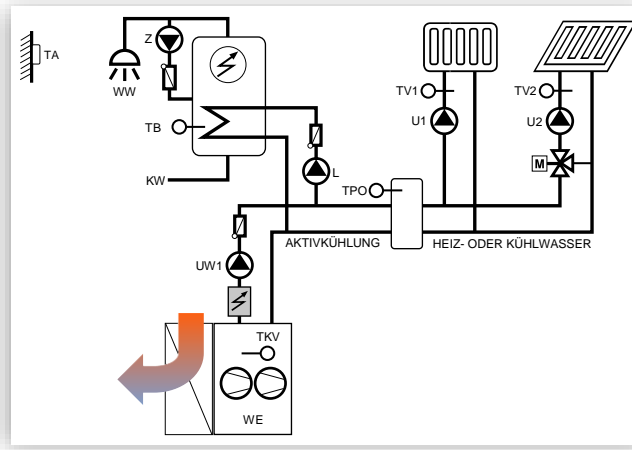 Z
TA
WW
TV1
TV2
TB
U1
U2
M
L
KW
TPO
AKTIVKÜHLUNG
HEIZ- ODER KÜHLWASSER
UW1
TKV
WE